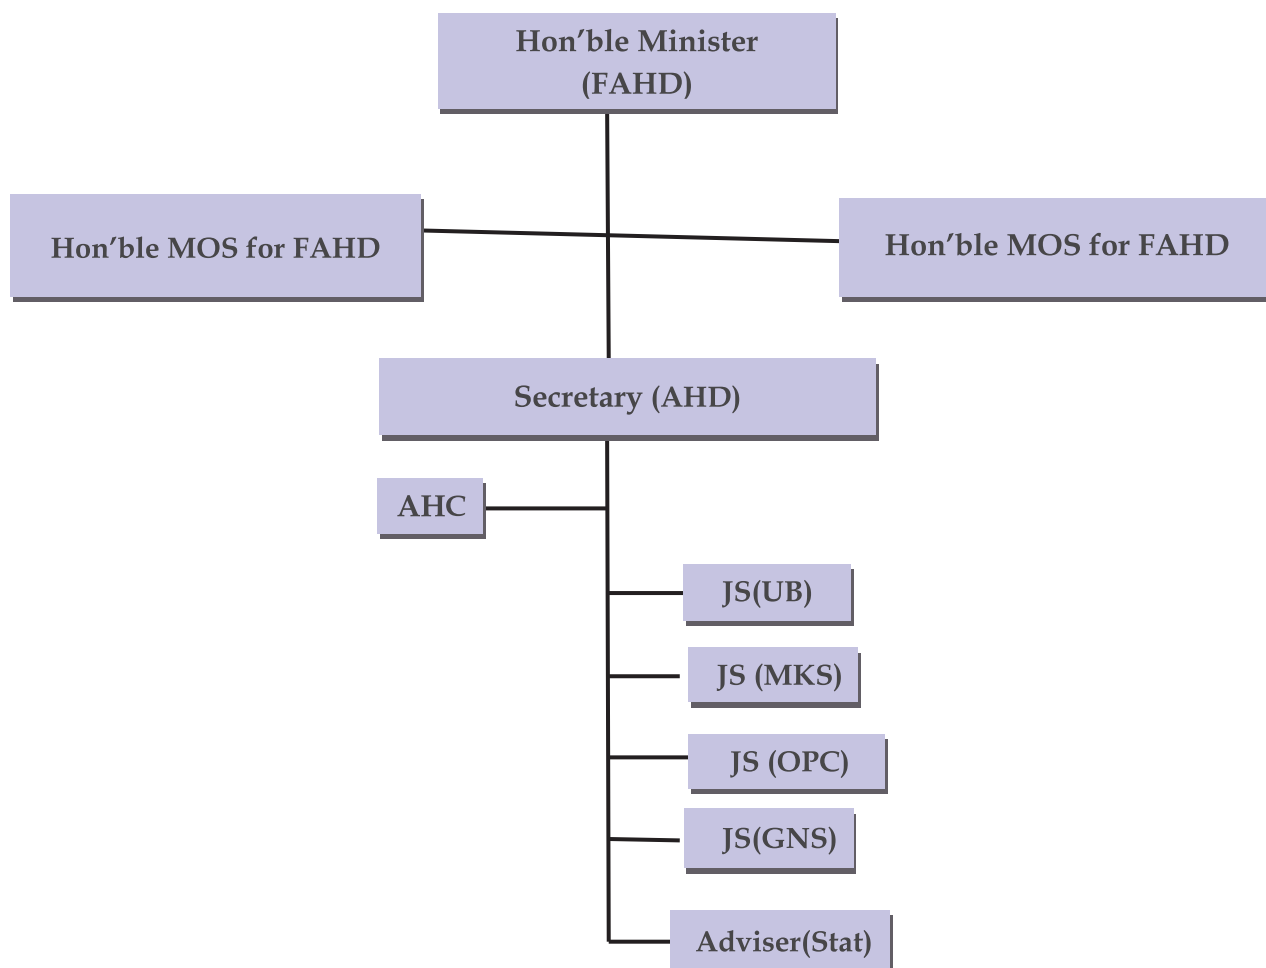 Hon’ble Minister
(FAHD)
Hon’ble MOS for FAHD
Hon’ble MOS for FAHD
Secretary (AHD)
AHC
JS(UB)
JS (MKS)
JS (OPC)
JS(GNS)
Adviser(Stat)